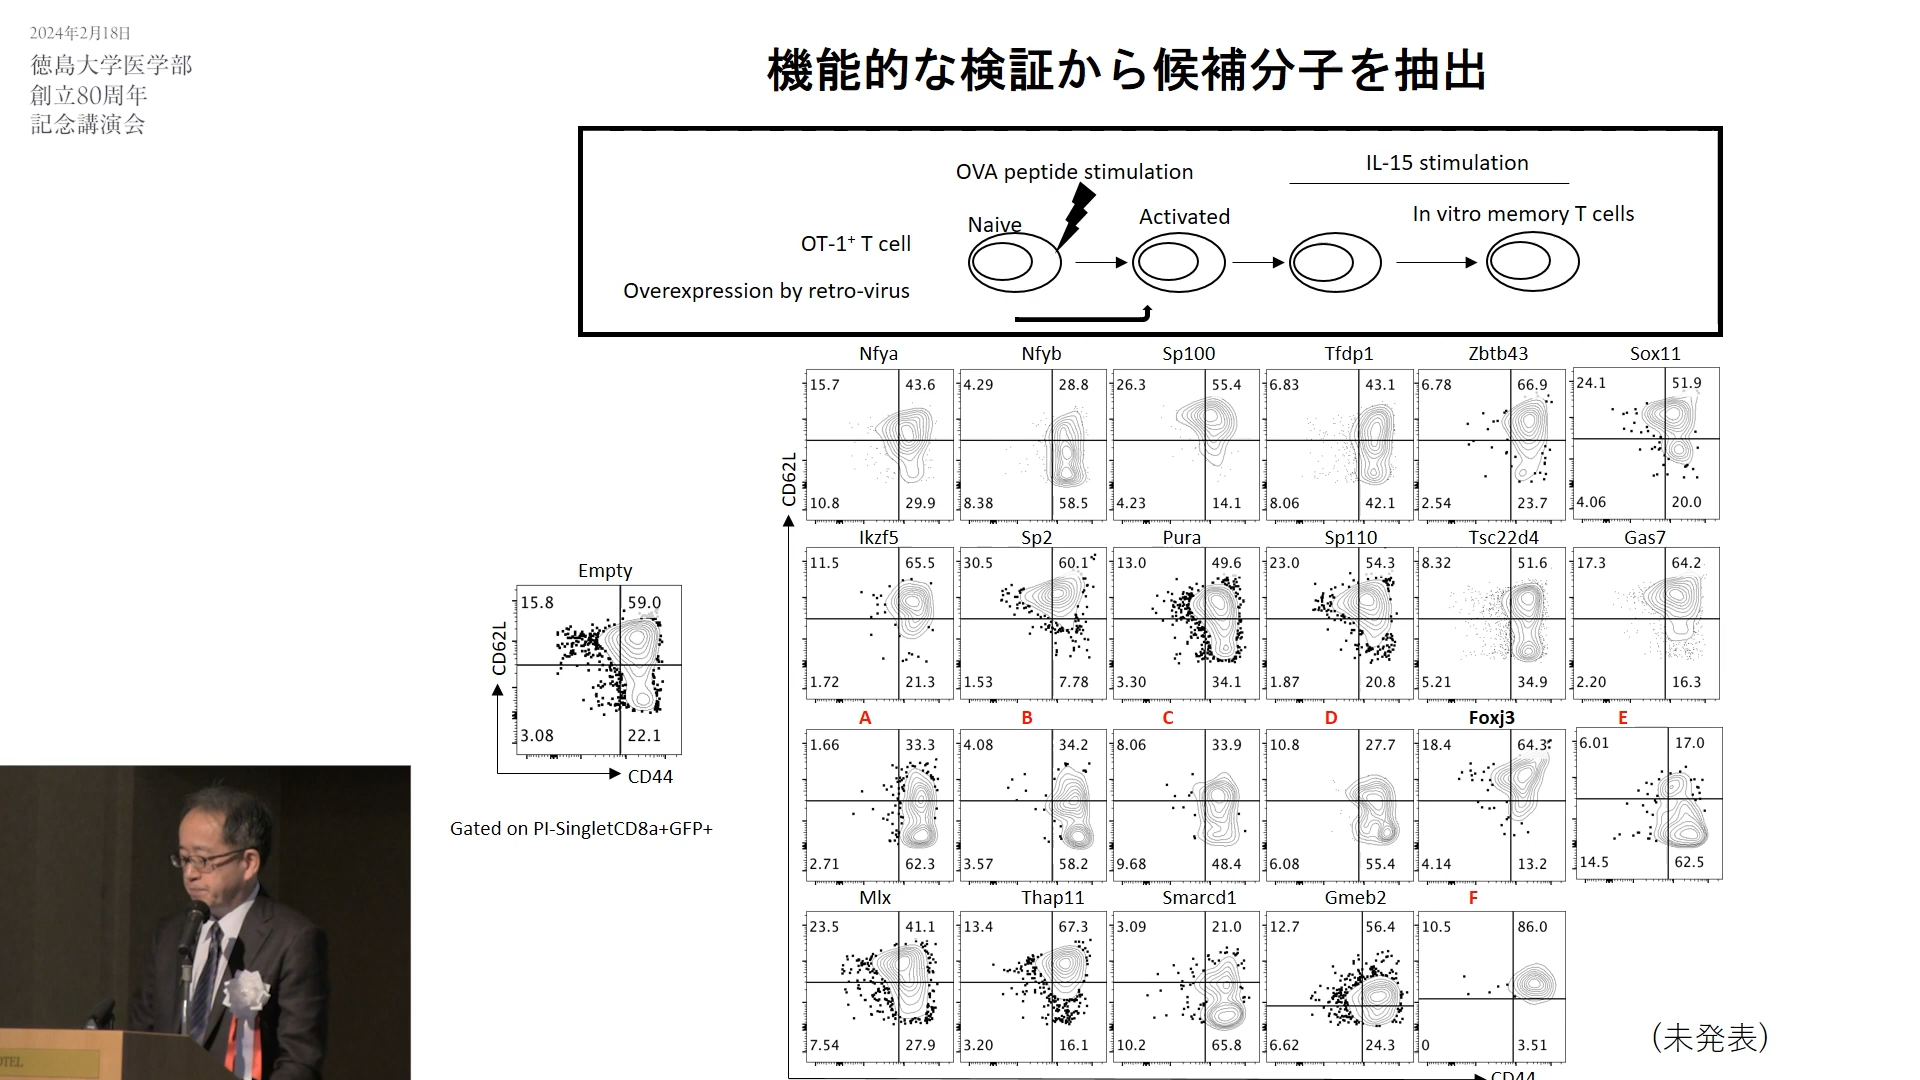 2024年2月18日
徳島大学医学部
創立80周年
記念講演会
機能的な検証から候補分子を抽出
OVA peptide stimulation
IL-15 stimulation
Naive
Activated
In vitro memory T cells
OT-1+ T cell
Overexpression by retro-virus
Nfya Nfyb Sp100 Tfdp1 Zbtb43 Sox11
15.7 43.6 4.29 28.8 26.3 55.4 6.83 43.1 6.78 66.9 24.1 51.9
CD62L
10.8 29.9 8.38 58.5 4.23 14.1 8.06 42.1 2.54 23.7 4.06 20.0
Ikzf5 Sp2 Pura Sp110 Tsc22d4 Gas7
11.5 65.5 30.5 60.1 13.0 49.6 23.0 54.3 8.32 51.6 17.3 64.2
1.72 21.3 1.53 7.78 3.30 34.1 1.87 20.8 5.21 34.9 2.20 16.3
Empty
15.8 59.0
CD62L
3.08 22.1
CD44
Gated on PI-SingletCD8a+GFP+
A B C D Foxj3 E
1.66 33.3 4.08 34.2 8.06 33.9 10.8 27.7 18.4 64.3 6.01 17.0
2.71 62.3 3.57 58.2 9.68 48.4 6.08 55.4 4.14 13.2 14.5 62.5
Mlx Thap11 Smarcd1 Gmeb2 F
23.5 41.1 13.4 67.3 3.09 21.0 12.7 56.4 10.5 86.0
7.54 27.9 3.20 16.1 10.2 65.8 6.62 24.3 0 3.51
CD44
(未発表)